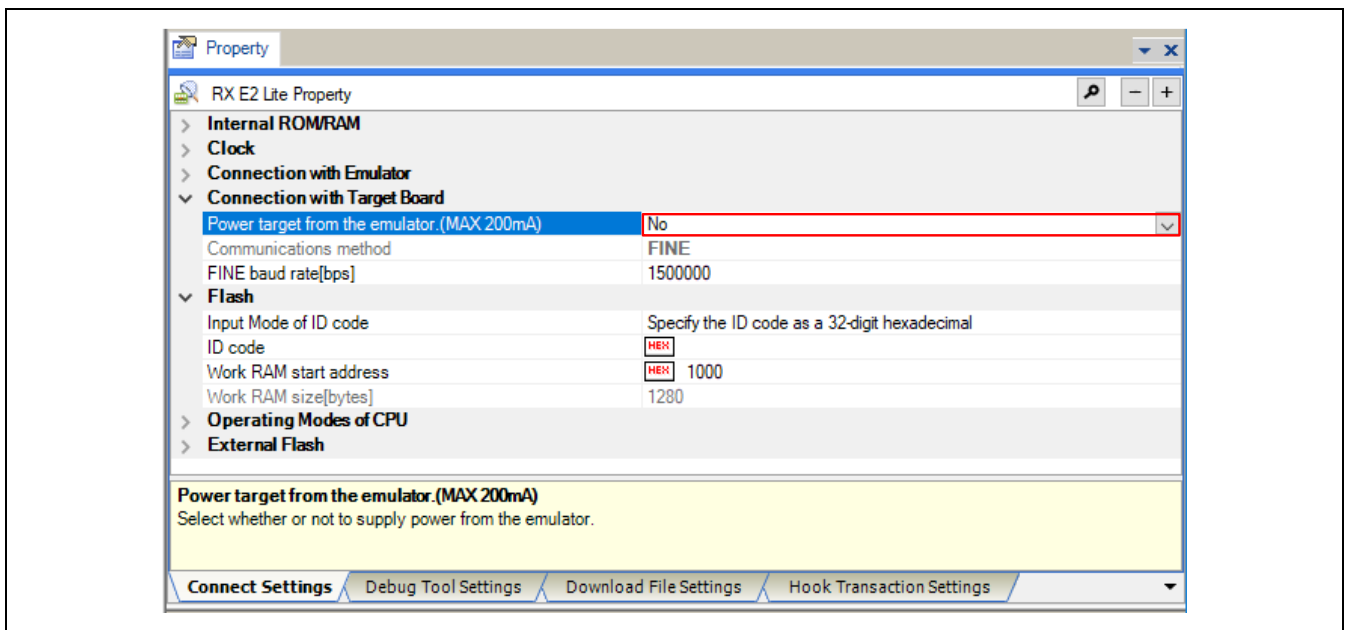 Property
RX E2 Lite Property
Internal ROM/RAM
Clock
Connection with Emulator
Connection with Target Board
Power target from the emulator.(MAX 200mA) No
Communications method FINE
FINE baud rate[bps] 1500000
Flash
Input Mode of ID code Specify the ID code as a 32-digit hexadecimal
ID code HEX
Work RAM start address HEX 1000
Work RAM size[bytes] 1280
Operating Modes of CPU
External Flash
Power target from the emulator.(MAX 200mA)
Select whether or not to supply power from the emulator.
Connect Settings Debug Tool Settings Download File Settings Hook Transaction Settings